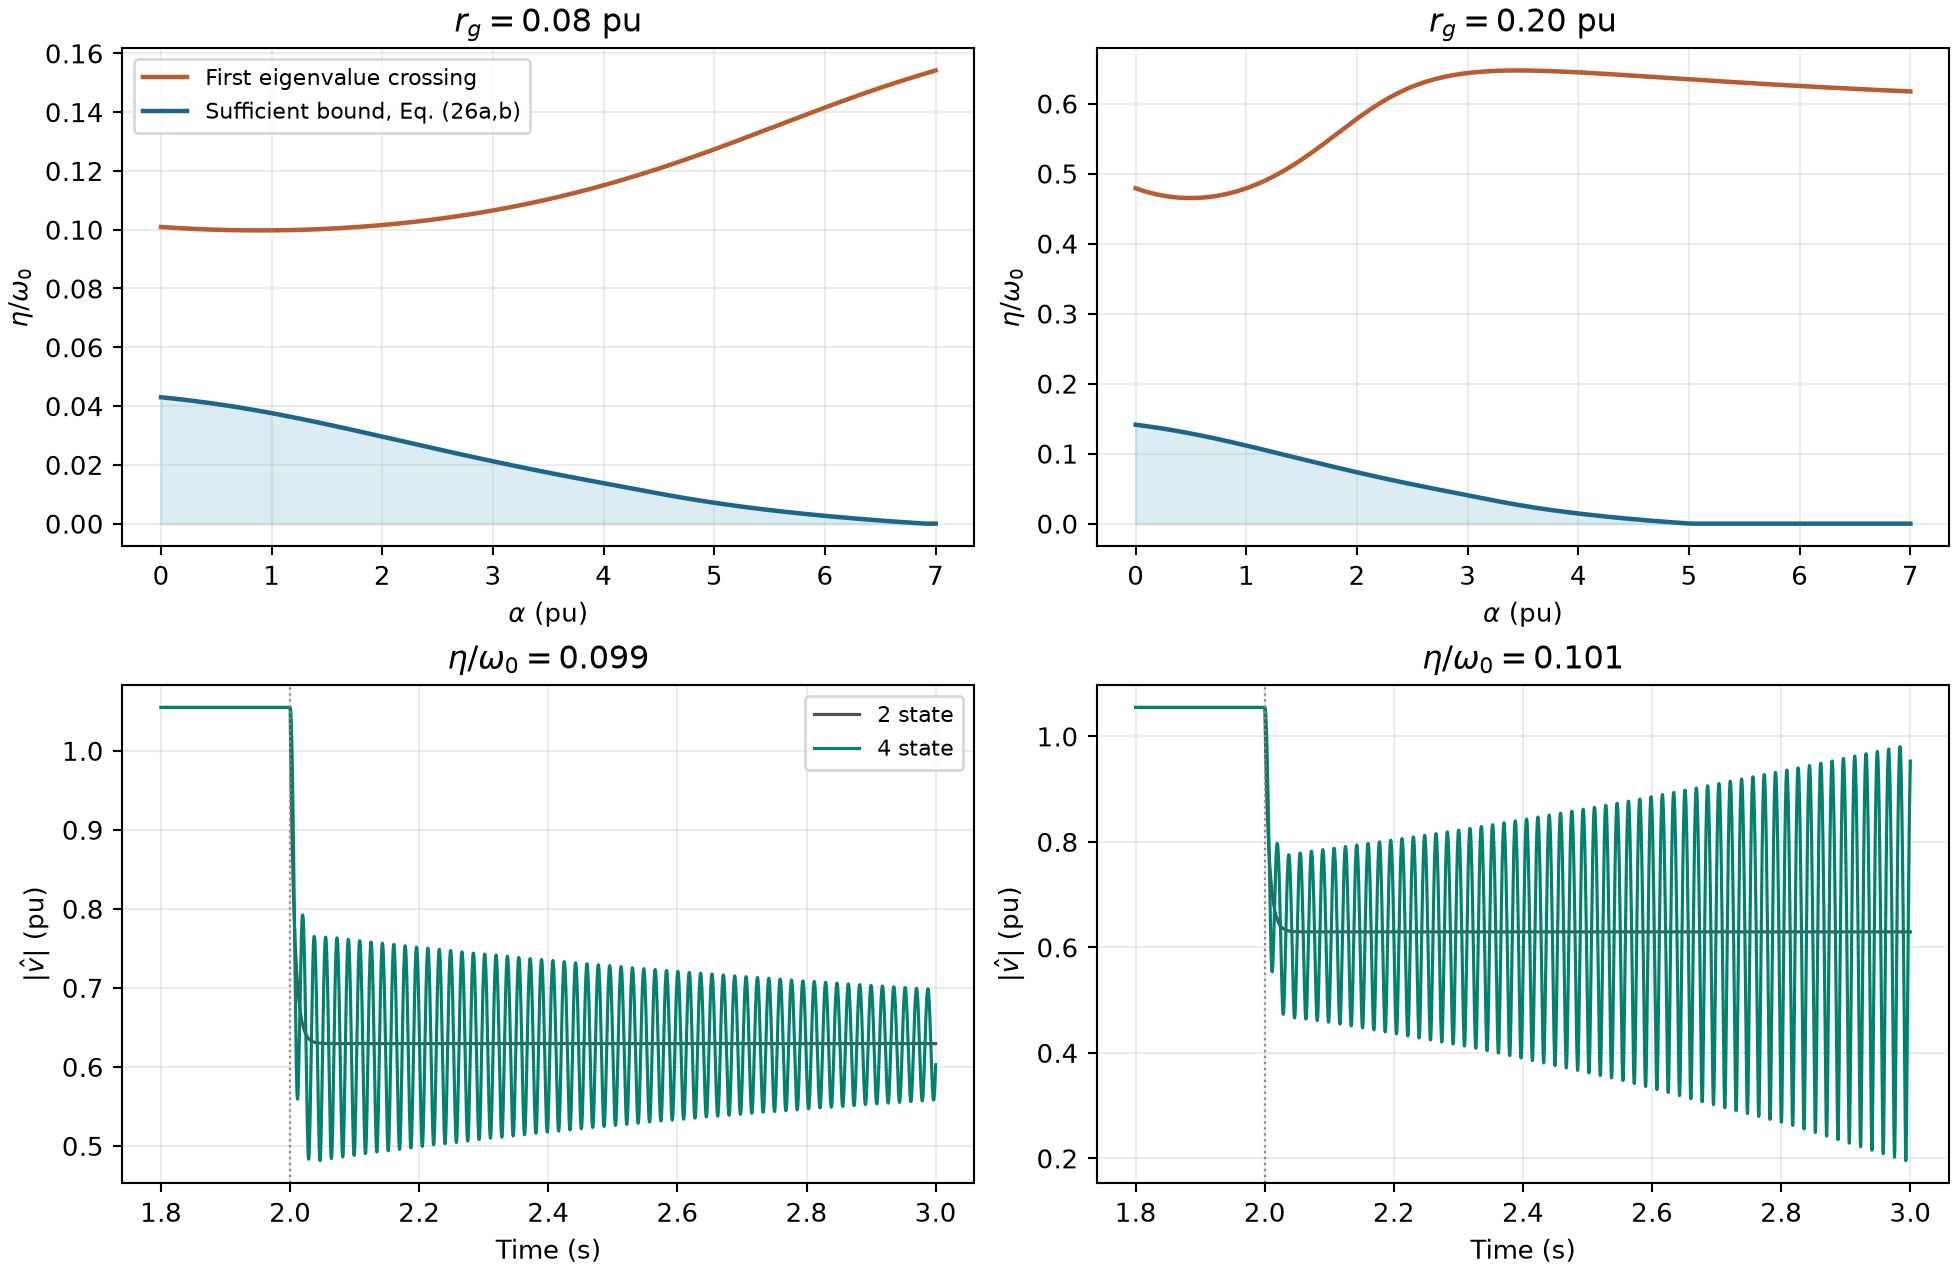 r_g = 0.08 pu
0.16
0.14
0.12
0.10
0.08
0.06
0.04
0.02
0.00
η/ω₀
First eigenvalue crossing
Sufficient bound, Eq. (26a,b)
0 1 2 3 4 5 6 7
α (pu)
r_g = 0.20 pu
0.6
0.5
0.4
0.3
0.2
0.1
0.0
η/ω₀
0 1 2 3 4 5 6 7
α (pu)
η/ω₀ = 0.099
1.0
0.9
0.8
0.7
0.6
0.5
|v̂| (pu)
2 state
4 state
1.8 2.0 2.2 2.4 2.6 2.8 3.0
Time (s)
η/ω₀ = 0.101
1.0
0.8
0.6
0.4
0.2
|v̂| (pu)
1.8 2.0 2.2 2.4 2.6 2.8 3.0
Time (s)